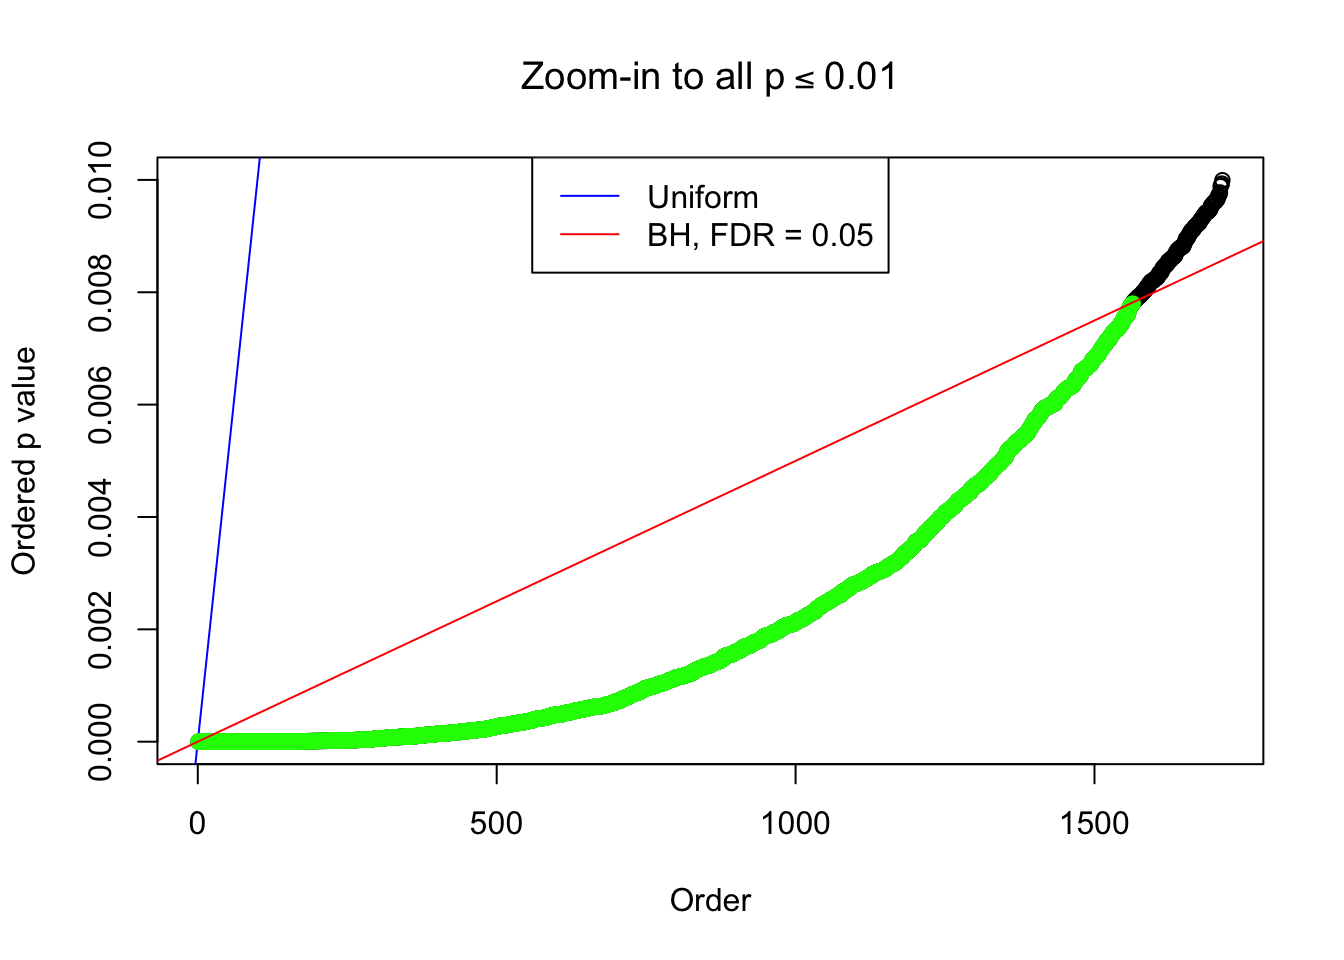 Zoom-in to all p ≤ 0.01
Uniform
BH, FDR = 0.05
Ordered p value
0.010
0.008
0.006
0.004
0.002
0.000
0 500 1000 1500
Order